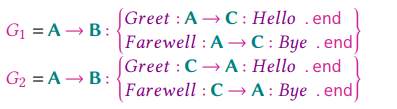 G₁ = A → B : { Greet : A → C : Hello . end
Farewell : A → C : Bye . end }
G₂ = A → B : { Greet : C → A : Hello . end
Farewell : C → A : Bye . end }